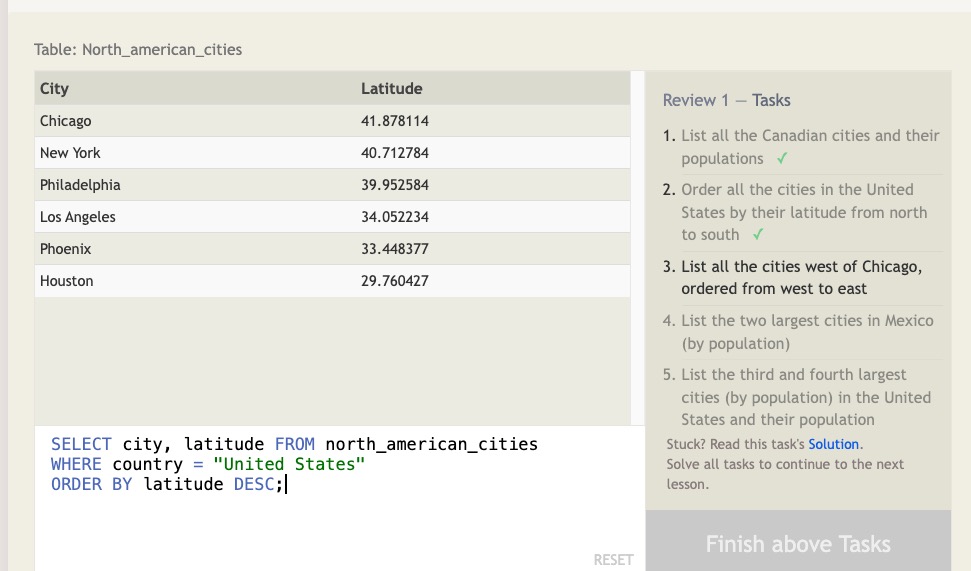 Table: North_american_cities
City Latitude
Chicago 41.878114
New York 40.712784
Philadelphia 39.952584
Los Angeles 34.052234
Phoenix 33.448377
Houston 29.760427
SELECT city, latitude FROM north_american_cities
WHERE country = "United States"
ORDER BY latitude DESC;
RESET
Review 1 — Tasks
1. List all the Canadian cities and their
populations ✓
2. Order all the cities in the United
States by their latitude from north
to south ✓
3. List all the cities west of Chicago,
ordered from west to east
4. List the two largest cities in Mexico
(by population)
5. List the third and fourth largest
cities (by population) in the United
States and their population
Stuck? Read this task's Solution.
Solve all tasks to continue to the next
lesson.
Finish above Tasks